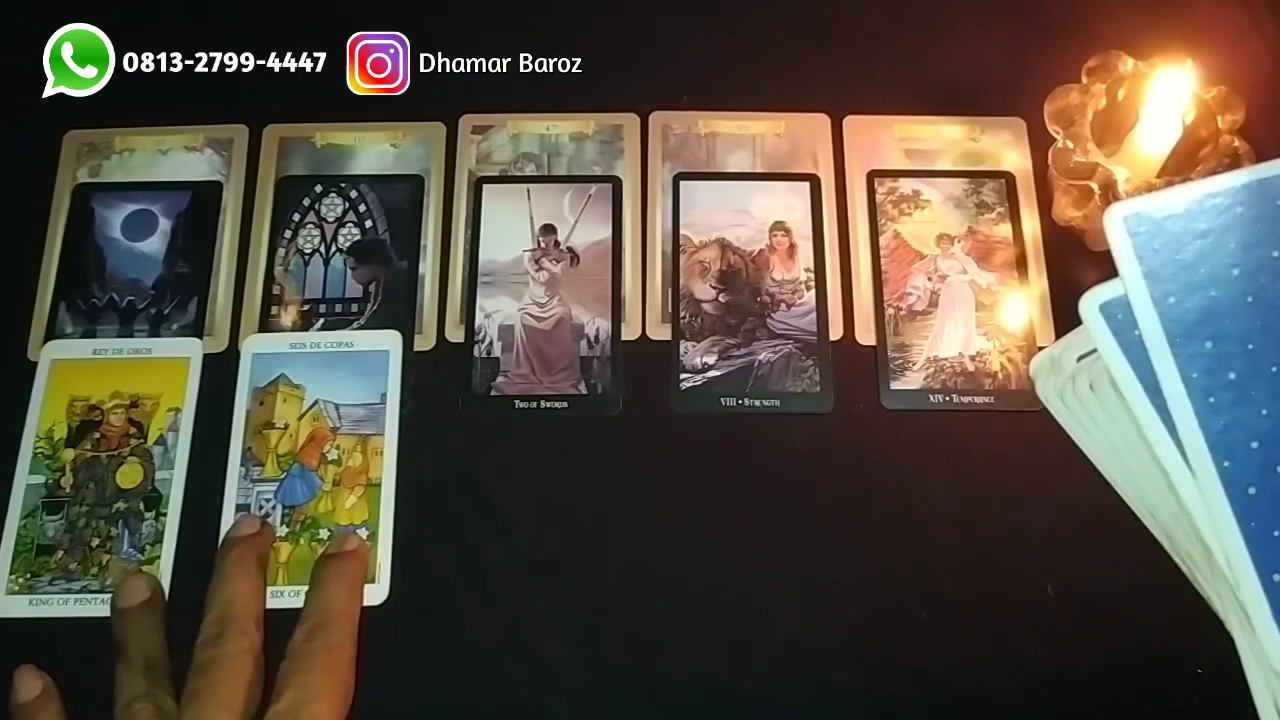 0813-2799-4447 Dhamar Baroz
47
TWO OF SWORDS
VIII • STRENGTH
XIV • TEMPERANCE
REY DE OROS
SEIS DE COPAS
KING OF PENTAC
SIX OF